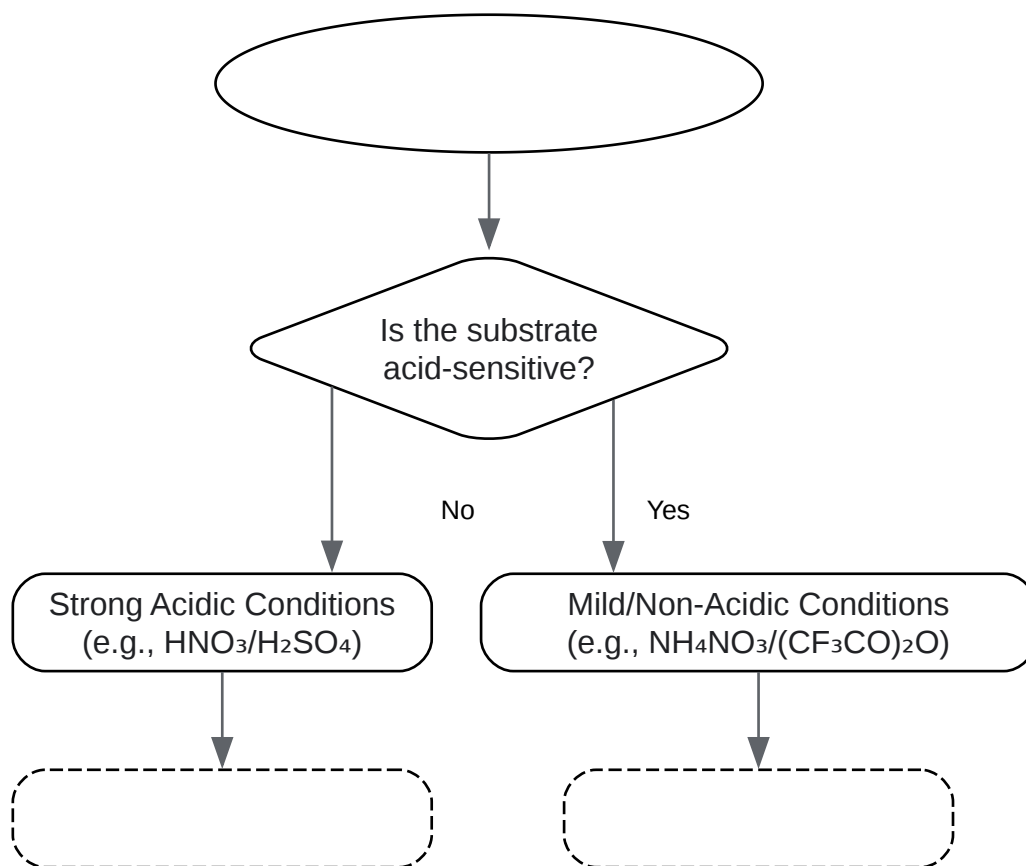 Is the substrate
acid-sensitive?
No
Yes
Strong Acidic Conditions
(e.g., HNO₃/H₂SO₄)
Mild/Non-Acidic Conditions
(e.g., NH₄NO₃/(CF₃CO)₂O)